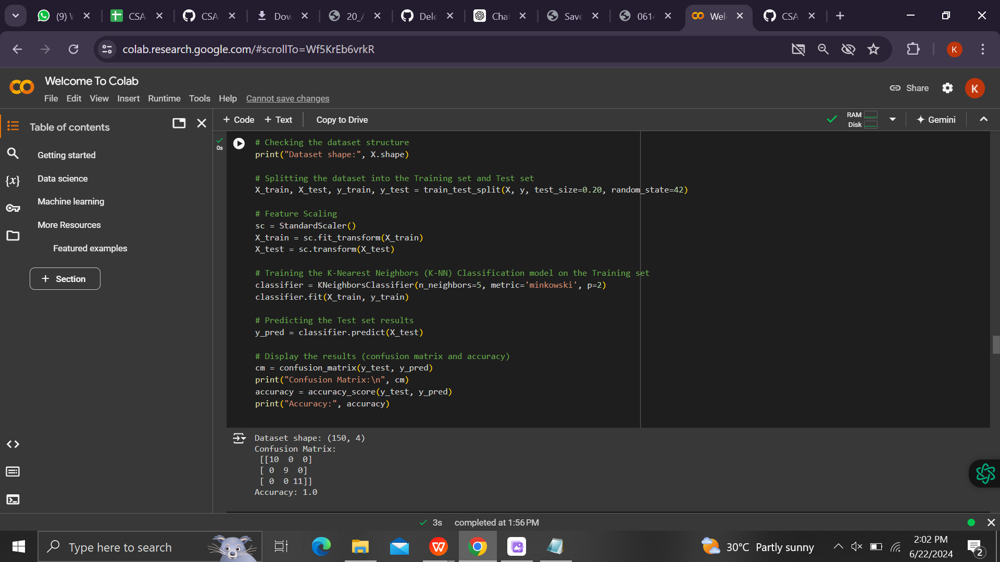 (9) W
CSA
CSA
Dow
20_A
Dele
Chat
Save
061
Wel
CSA
colab.research.google.com/#scrollTo=Wf5KrEb6vrkR
K
Welcome To Colab
File Edit View Insert Runtime Tools Help Cannot save changes
Share
K
Table of contents
+ Code + Text Copy to Drive
RAM
Disk
Gemini
Getting started
Data science
Machine learning
More Resources
Featured examples
+ Section
{x}
0s
# Checking the dataset structure
print("Dataset shape:", X.shape)
# Splitting the dataset into the Training set and Test set
X_train, X_test, y_train, y_test = train_test_split(X, y, test_size=0.20, random_state=42)
# Feature Scaling
sc = StandardScaler()
X_train = sc.fit_transform(X_train)
X_test = sc.transform(X_test)
# Training the K-Nearest Neighbors (K-NN) Classification model on the Training set
classifier = KNeighborsClassifier(n_neighbors=5, metric='minkowski', p=2)
classifier.fit(X_train, y_train)
# Predicting the Test set results
y_pred = classifier.predict(X_test)
# Display the results (confusion matrix and accuracy)
cm = confusion_matrix(y_test, y_pred)
print("Confusion Matrix:\n", cm)
accuracy = accuracy_score(y_test, y_pred)
print("Accuracy:", accuracy)
Dataset shape: (150, 4)
Confusion Matrix:
[[10 0 0]
[ 0 9 0]
[ 0 0 11]]
Accuracy: 1.0
3s completed at 1:56 PM
Type here to search
30°C Partly sunny
2:02 PM
6/22/2024
2